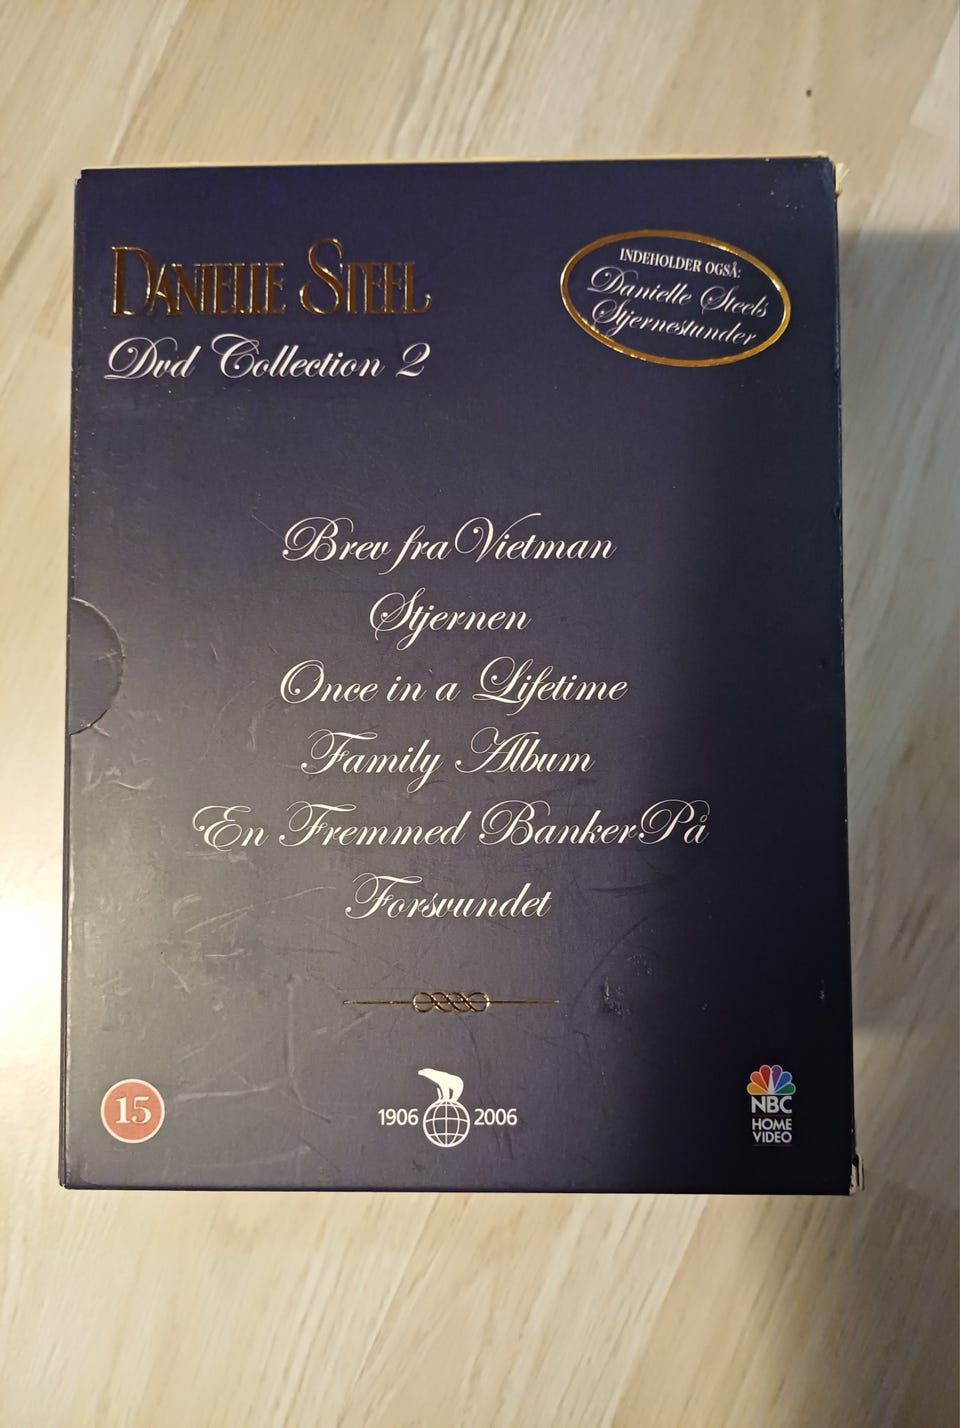 DANIELLE STEEL
Dvd Collection 2
INDEHOLDER OGSÅ:
Danielle Steels
Stjernestunder
Brev fra Vietman
Stjernen
Once in a Lifetime
Family Album
En Fremmed Banker På
Forsvundet
15
1906 2006
NBC
HOME
VIDEO